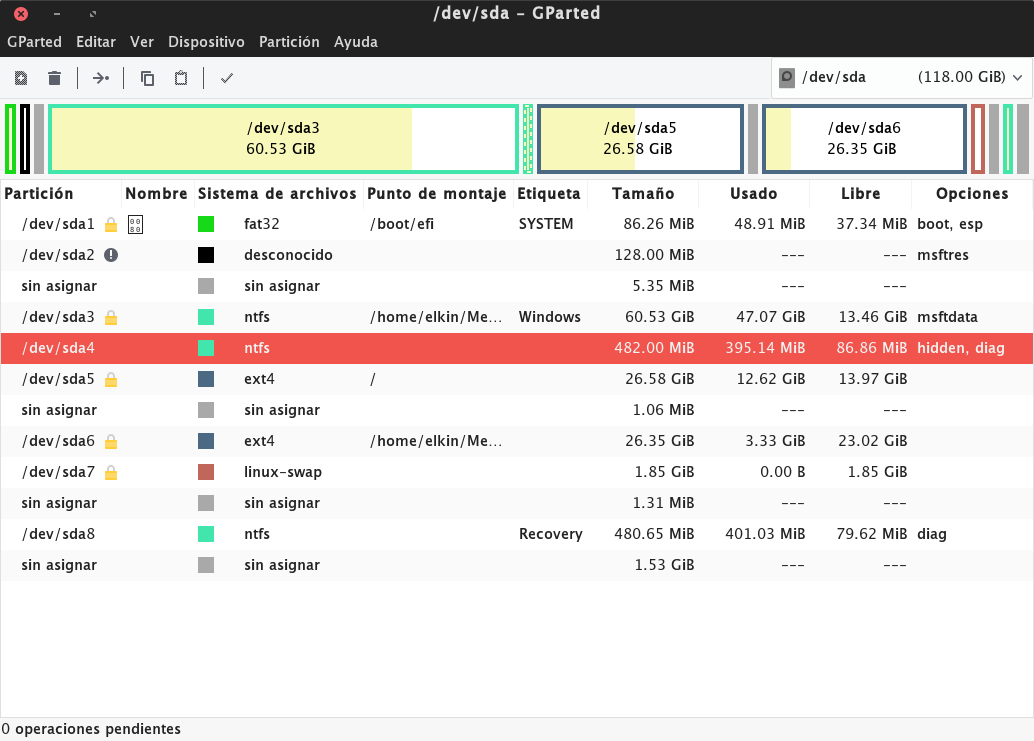 /dev/sda - GParted
GParted Editar Ver Dispositivo Partición Ayuda
/dev/sda (118.00 GiB)
/dev/sda3 /dev/sda5 /dev/sda6
60.53 GiB 26.58 GiB 26.35 GiB
Partición Nombre Sistema de archivos Punto de montaje Etiqueta Tamaño Usado Libre Opciones
/dev/sda1 0080 fat32 /boot/efi SYSTEM 86.26 MiB 48.91 MiB 37.34 MiB boot, esp
/dev/sda2 desconocido 128.00 MiB --- --- msftres
sin asignar sin asignar 5.35 MiB --- ---
/dev/sda3 ntfs /home/elkin/Me... Windows 60.53 GiB 47.07 GiB 13.46 GiB msftdata
/dev/sda4 ntfs 482.00 MiB 395.14 MiB 86.86 MiB hidden, diag
/dev/sda5 ext4 / 26.58 GiB 12.62 GiB 13.97 GiB
sin asignar sin asignar 1.06 MiB --- ---
/dev/sda6 ext4 /home/elkin/Me... 26.35 GiB 3.33 GiB 23.02 GiB
/dev/sda7 linux-swap 1.85 GiB 0.00 B 1.85 GiB
sin asignar sin asignar 1.31 MiB --- ---
/dev/sda8 ntfs Recovery 480.65 MiB 401.03 MiB 79.62 MiB diag
sin asignar sin asignar 1.53 GiB --- ---
0 operaciones pendientes